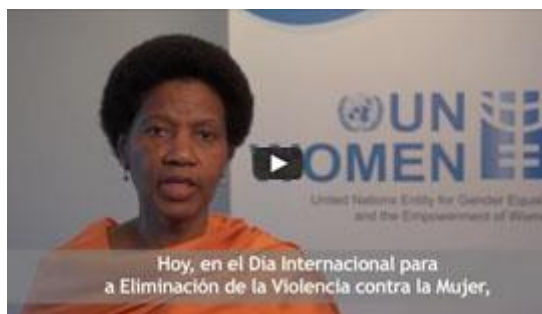 UN
WOMEN
United Nations Entity for Gender Equal
and the Empowerment of Wome
Hoy, en el Día Internacional para
a Eliminación de la Violencia contra la Mujer,